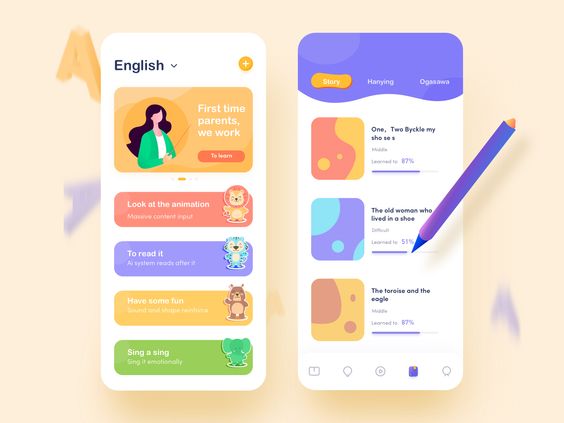 English
First time
parents,
we work
To learn
Look at the animation
Massive content input
To read it
Ai system reads after it
Have some fun
Sound and shape reinforce
Sing a sing
Sing it emotionally
Story Hanying Ogasawa
One, Two Byckle my
sho se s
Middle
Learned to 87%
The old woman who
lived in a shoe
Difficult
Learned to 51%
The toroise and the
eagle
Middle
Learned to 87%